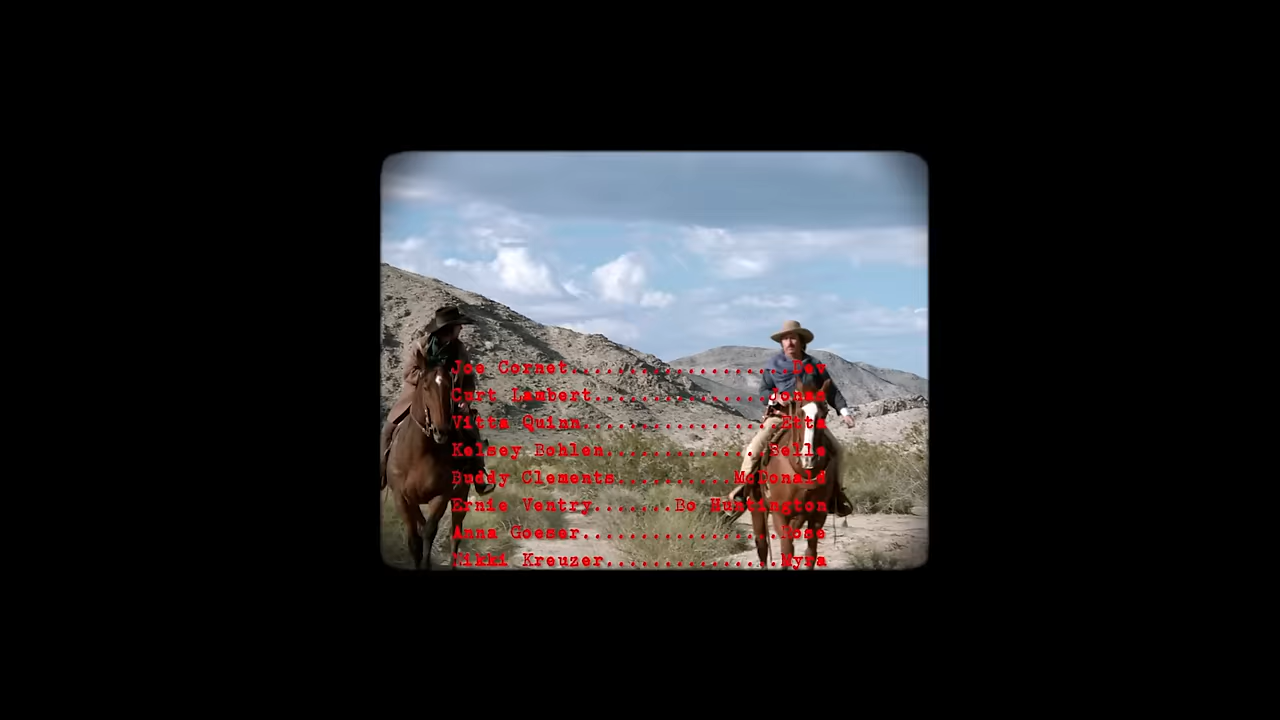 Joe Cornet...................Dev
Curt Lambert...............Jonas
Vitta Quinn.................Etta
Kelsey Bohlen..............Belle
Buddy Clements..........McDonald
Ernie Ventry.......Bo Huntington
Anna Goeser.................Rose
Nikki Kreuzer...............Myra